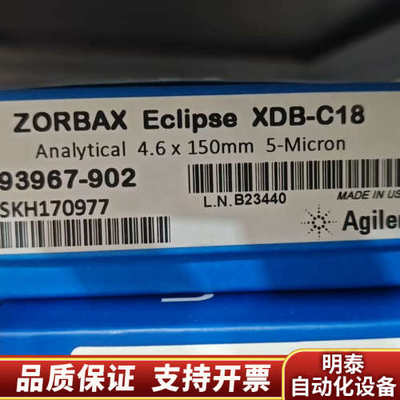 ZORBAX Eclipse XDB-C18
Analytical 4.6 x 150mm 5-Micron
93967-902
SKH170977
L.N. B23440
MADE IN US
Agilen
品质保证 支持开票
明泰
自动化设备